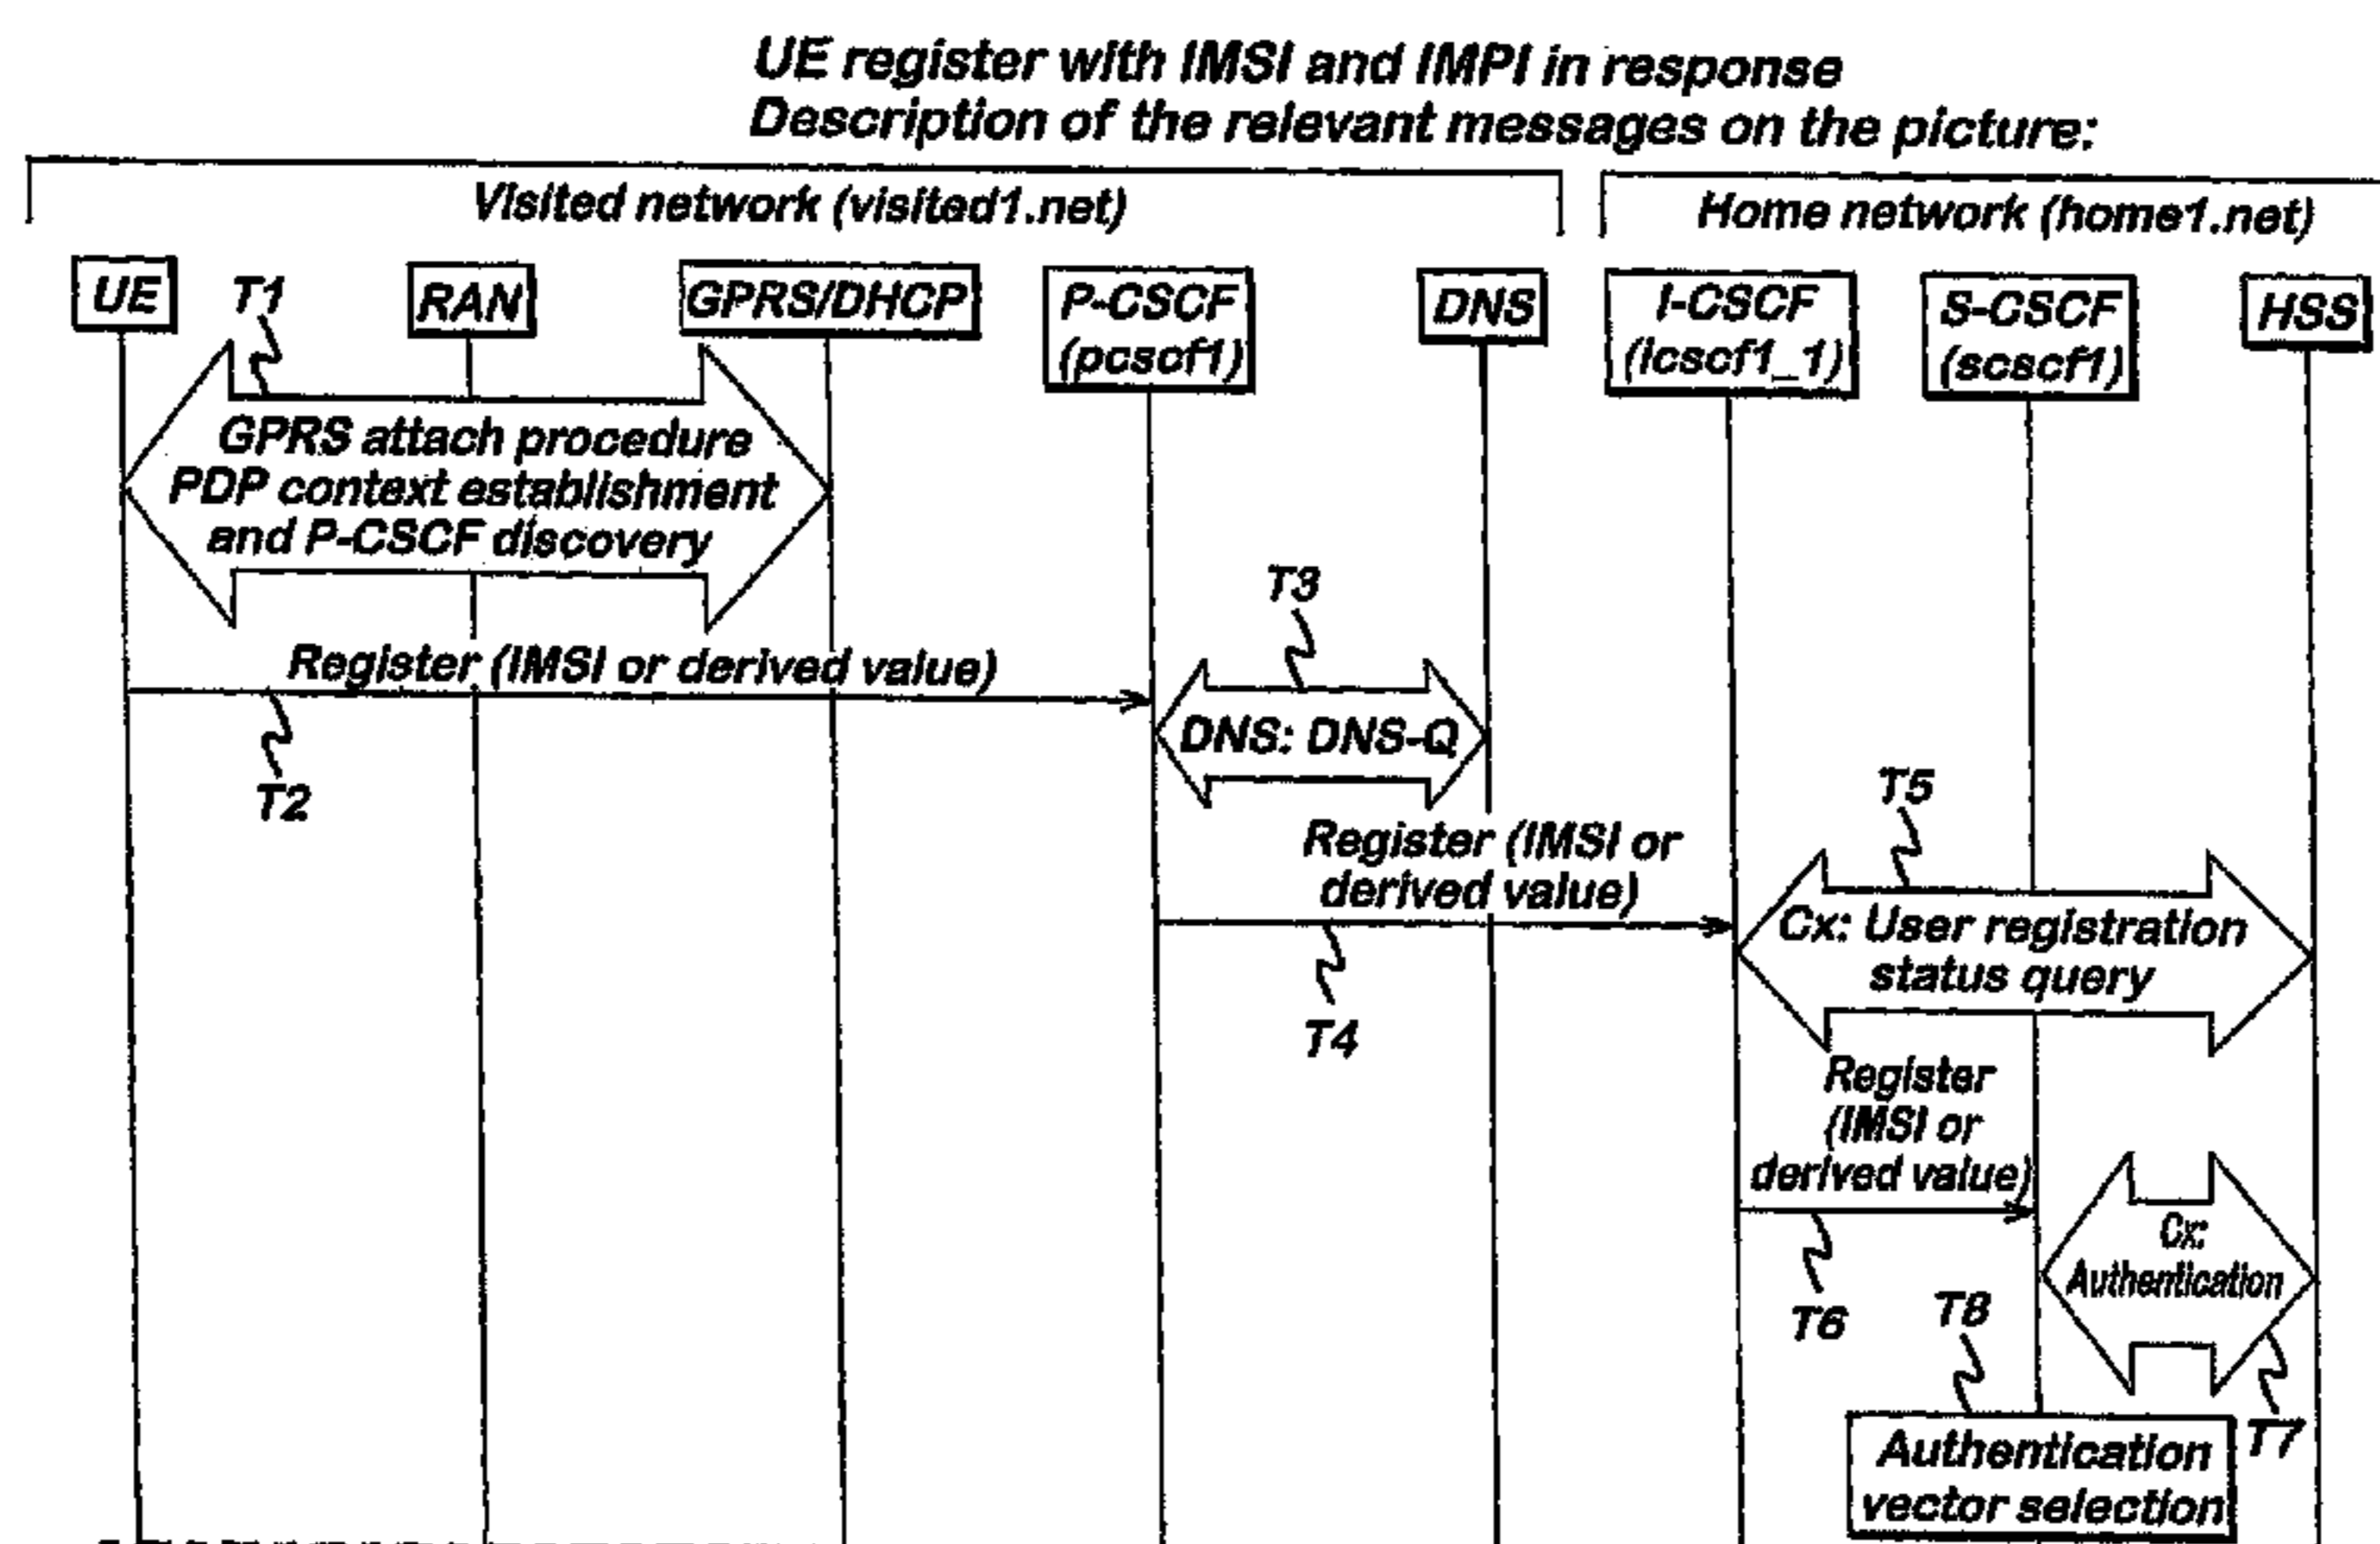 UE register with IMSI and IMPI in response
Description of the relevant messages on the picture:
Visited network (visited1.net)
Home network (home1.net)
UE
T1
RAN
GPRS/DHCP
P-CSCF
(pcscf1)
DNS
I-CSCF
(icscf1_1)
S-CSCF
(scscf1)
HSS
GPRS attach procedure
PDP context establishment
and P-CSCF discovery
T3
Register (IMSI or derived value)
DNS: DNS-Q
T2
T5
Register (IMSI or
derived value)
Cx: User registration
status query
T4
Register
(IMSI or
derived value)
Cx:
Authentication
T6
T8
T7
Authentication
vector selection